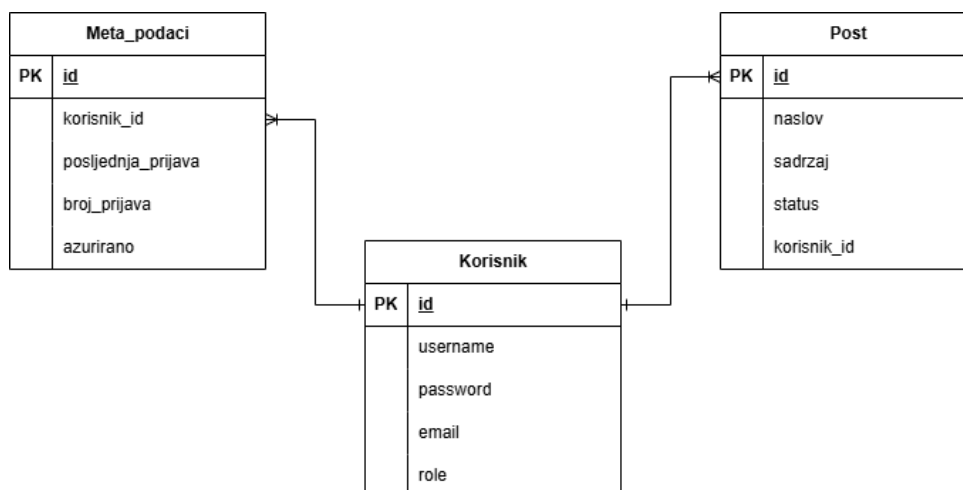 Meta_podaci
PK id
korisnik_id
posljednja_prijava
broj_prijava
azurirano
Post
PK id
naslov
sadrzaj
status
korisnik_id
Korisnik
PK id
username
password
email
role